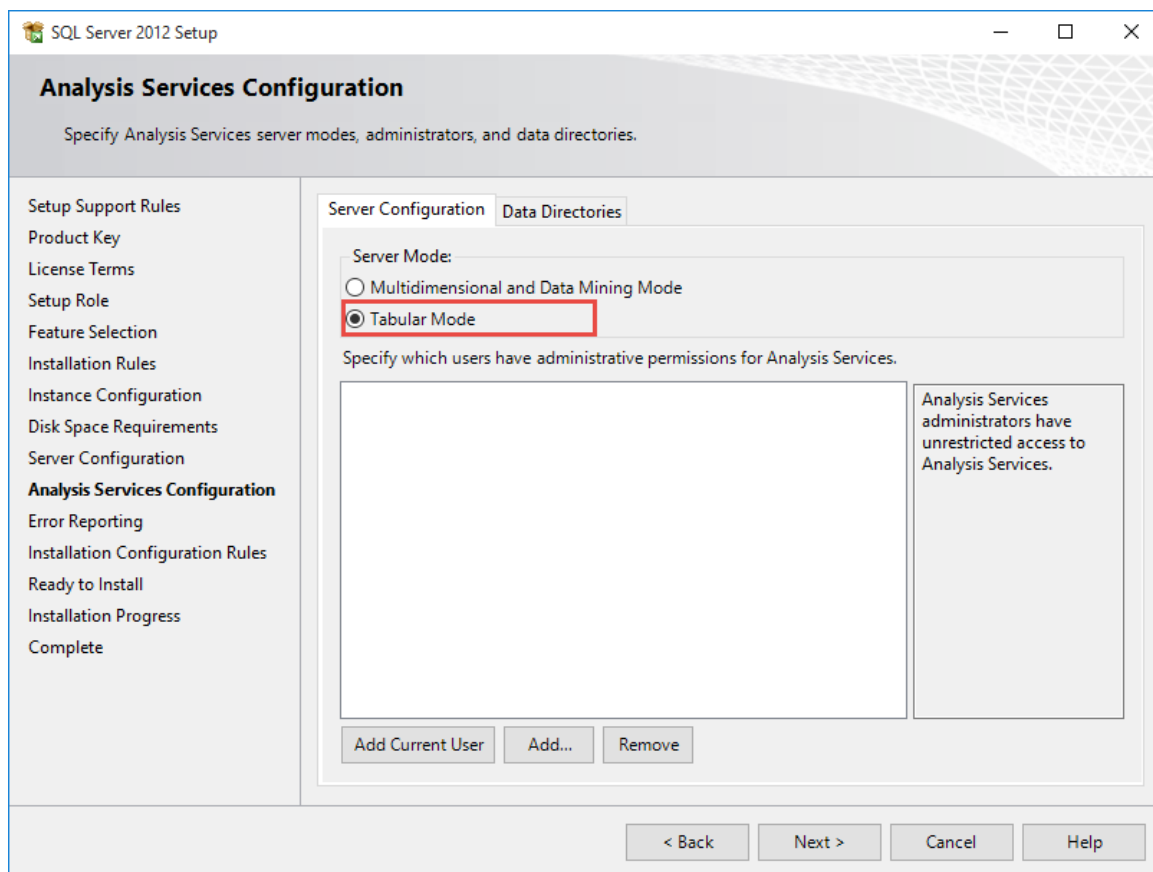 SQL Server 2012 Setup
Analysis Services Configuration
Specify Analysis Services server modes, administrators, and data directories.
Setup Support Rules
Product Key
License Terms
Setup Role
Feature Selection
Installation Rules
Instance Configuration
Disk Space Requirements
Server Configuration
Analysis Services Configuration
Error Reporting
Installation Configuration Rules
Ready to Install
Installation Progress
Complete
Server Configuration Data Directories
Server Mode:
Multidimensional and Data Mining Mode
Tabular Mode
Specify which users have administrative permissions for Analysis Services.
Analysis Services
administrators have
unrestricted access to
Analysis Services.
Add Current User Add... Remove
< Back Next > Cancel Help